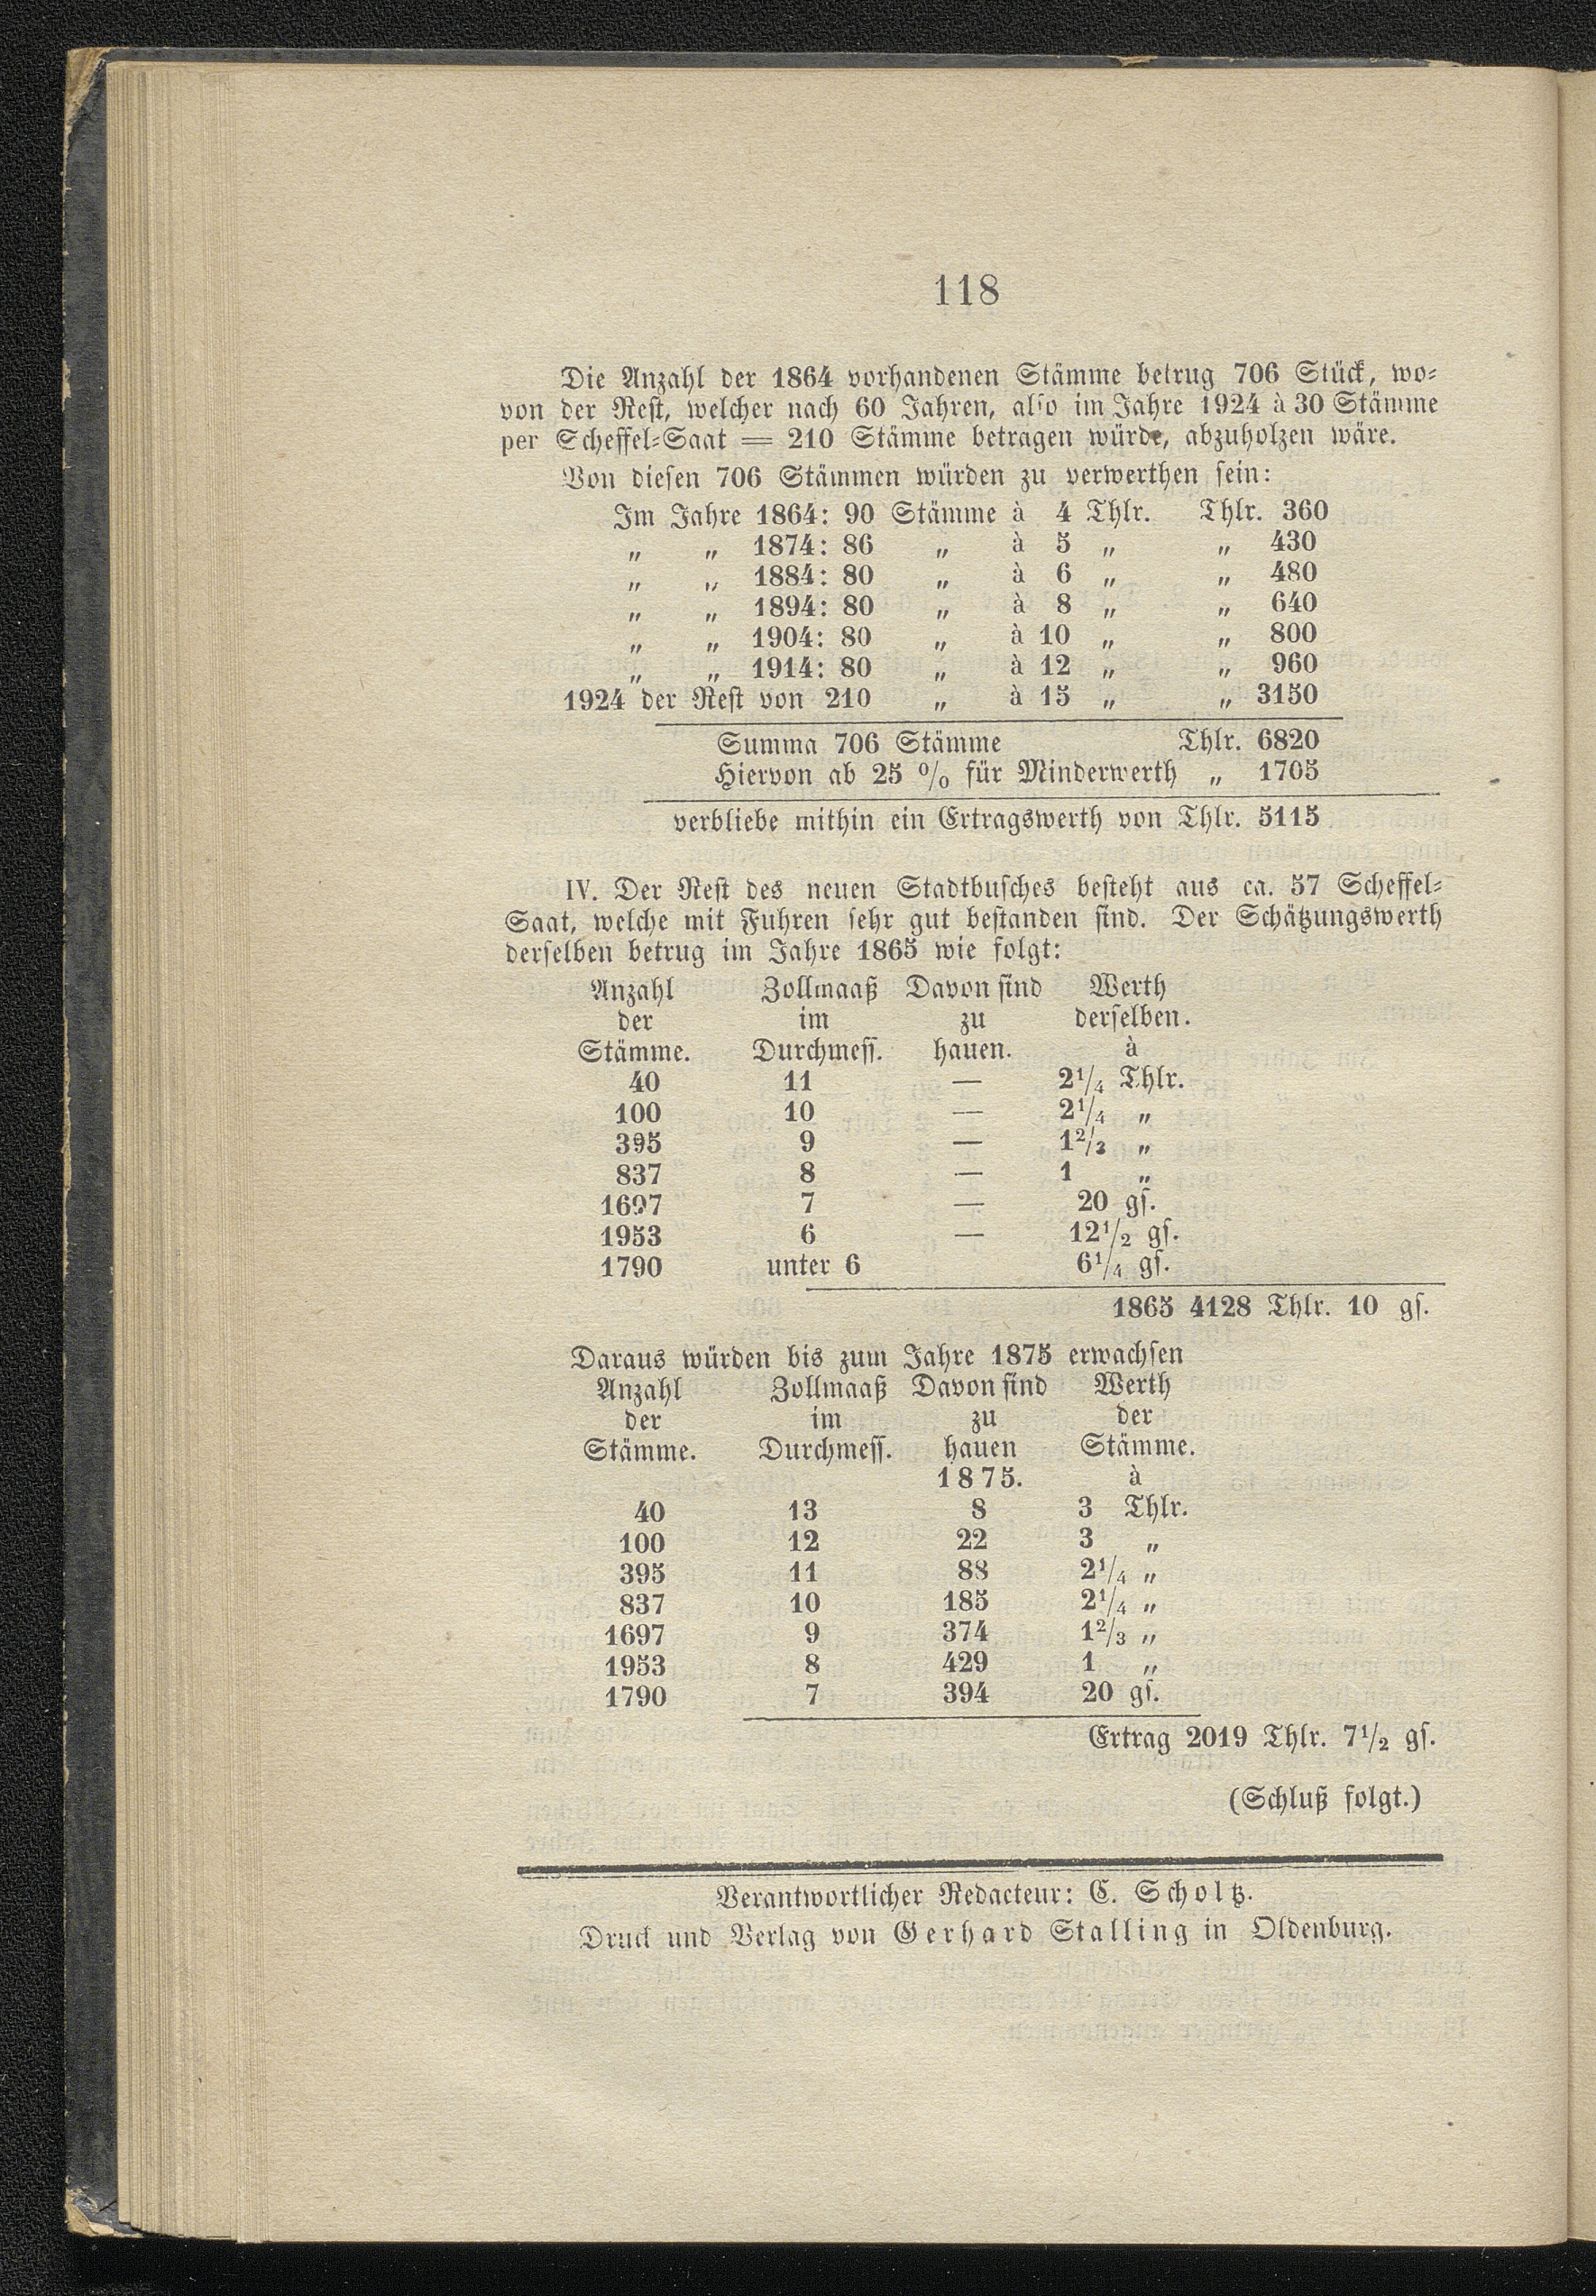 118
Die Anzahl der 1864 vorhandenen Stämme betrug 706 Stück, wo-
von der Rest, welcher nach 60 Jahren, also im Jahre 1924 à 30 Stämme
per Scheffel-Saat = 210 Stämme betragen würde, abzuholzen wäre.
Von diesen 706 Stämmen würden zu verwerthen sein:
Im Jahre 1864: 90 Stämme à 4 Thlr. Thlr. 360
„ „ 1874: 86 „ à 5 „ „ 430
„ „ 1884: 80 „ à 6 „ „ 480
„ „ 1894: 80 „ à 8 „ „ 640
„ „ 1904: 80 „ à 10 „ „ 800
„ „ 1914: 80 „ à 12 „ „ 960
1924 der Rest von 210 „ à 15 „ „ 3150
Summa 706 Stämme Thlr. 6820
Hiervon ab 25 % für Minderwerth „ 1705
verbliebe mithin ein Ertragswerth von Thlr. 5115
IV. Der Rest des neuen Stadtbusches besteht aus ca. 57 Scheffel-
Saat, welche mit Fuhren sehr gut bestanden sind. Der Schätzungswerth
derselben betrug im Jahre 1865 wie folgt:
Anzahl Zollmaaß Davon sind Werth
der im zu derselben.
Stämme. Durchmess. hauen. à
40 11 — 2¼ Thlr.
100 10 — 2¼ „
395 9 — 1⅔ „
837 8 — 1 „
1697 7 — 20 gs.
1953 6 — 12½ gs.
1790 unter 6 6¼ gs.
1865 4128 Thlr. 10 gs.
Daraus würden bis zum Jahre 1875 erwachsen
Anzahl Zollmaaß Davon sind Werth
der im zu der
Stämme. Durchmess. hauen Stämme.
1875. à
40 13 8 3 Thlr.
100 12 22 3 „
395 11 88 2¼ „
837 10 185 2¼ „
1697 9 374 1⅔ „
1953 8 429 1 „
1790 7 394 20 gs.
Ertrag 2019 Thlr. 7½ gs.
(Schluß folgt.)
Verantwortlicher Redacteur: C. Scholtz.
Druck und Verlag von Gerhard Stalling in Oldenburg.